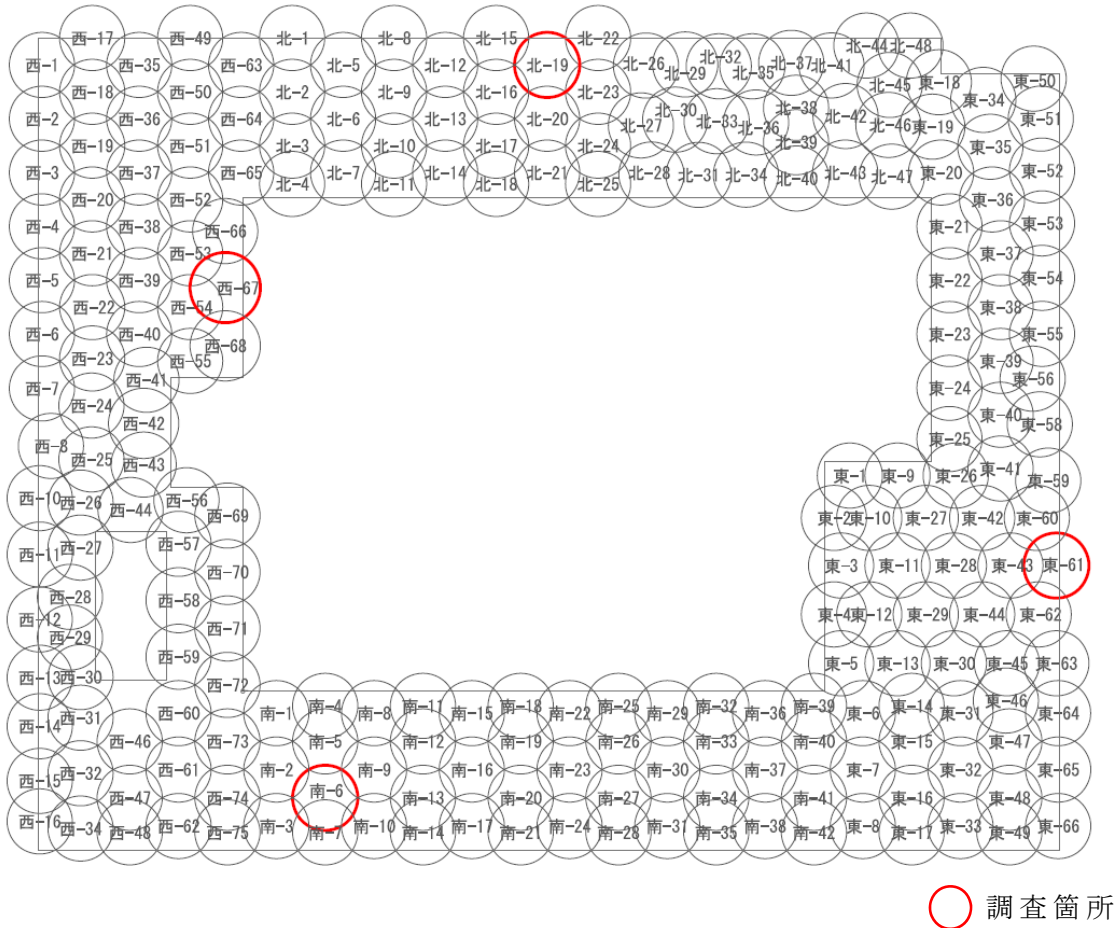 西-17 西-49 北-1 北-8 北-15 北-22
北-44 北-48
西-1 西-35 西-63 北-5 北-12 北-19 北-26 北-29 北-32 北-35 北-37 北-41
西-18 西-50 北-2 北-9 北-16 北-23 北-45 東-18 東-34 東-50
西-2 西-36 西-64 北-6 北-13 北-20 北-27 北-30 北-33 北-36 北-38 北-42 北-46 東-19 東-51
西-19 西-51 北-3 北-10 北-17 北-24 北-39 東-35
西-3 西-37 西-65 北-4 北-7 北-11 北-14 北-18 北-21 北-25 北-28 北-31 北-34 北-40 北-43 北-47 東-20 東-52
西-20 西-52 東-36
西-4 西-38 西-66 東-21 東-53
西-21 西-53 東-37
西-5 西-39 西-67 東-22 東-54
西-22 西-54 東-38
西-6 西-40 西-68 東-23 東-55
西-23 西-55 東-39
西-7 西-41 東-24 東-56
西-24 西-42 東-40 東-58
西-8 西-43 東-25
西-25 東-1 東-9 東-26 東-41 東-59
西-10 西-26 西-44 西-56 西-69 東-2 東-10 東-27 東-42 東-60
西-11 西-27 西-57
西-70 東-3 東-11 東-28 東-43 東-61
西-28 西-58
西-12 西-29 西-71 東-4 東-12 東-29 東-44 東-62
西-59 東-5 東-13 東-30 東-45 東-63
西-13 西-30 西-72
西-14 西-31 西-60 南-1 南-4 南-8 南-11 南-15 南-18 南-22 南-25 南-29 南-32 南-36 南-39 東-6 東-14 東-31 東-46 東-64
西-46 西-73 南-5 南-12 南-19 南-26 南-33 南-40 東-15 東-47
西-15 西-32 西-61 南-2 南-9 南-16 南-23 南-30 南-37 東-7 東-32 東-65
西-47 西-74 南-6 南-13 南-20 南-27 南-34 南-41 東-16 東-48
西-16 西-34 西-48 西-62 西-75 南-3 南-7 南-10 南-14 南-17 南-21 南-24 南-28 南-31 南-35 南-38 南-42 東-8 東-17 東-33 東-49 東-66
調査箇所